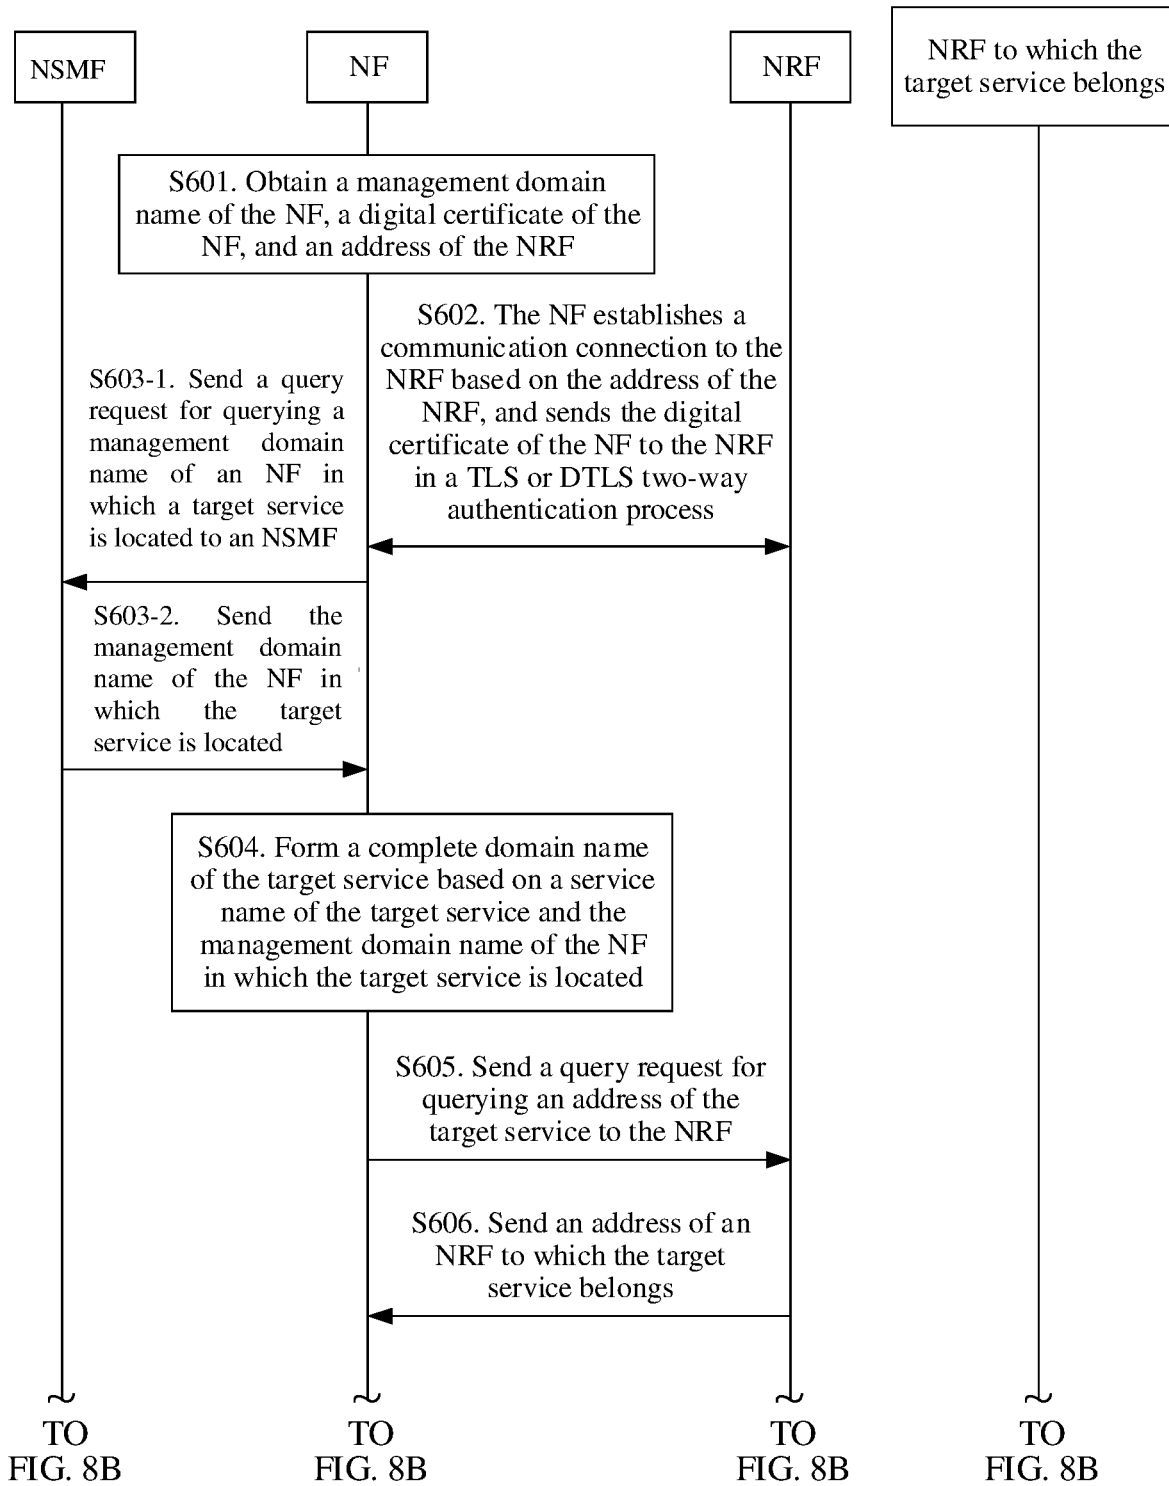 NSMF
NF
NRF
NRF to which the
target service belongs
S601. Obtain a management domain
name of the NF, a digital certificate of the
NF, and an address of the NRF
S602. The NF establishes a
communication connection to the
NRF based on the address of the
NRF, and sends the digital
certificate of the NF to the NRF
in a TLS or DTLS two-way
authentication process
S603-1. Send a query
request for querying a
management domain
name of an NF in
which a target service
is located to an NSMF
S603-2. Send the
management domain
name of the NF in
which the target
service is located
S604. Form a complete domain name
of the target service based on a service
name of the target service and the
management domain name of the NF
in which the target service is located
S605. Send a query request for
querying an address of the
target service to the NRF
S606. Send an address of an
NRF to which the target
service belongs
TO
FIG. 8B
TO
FIG. 8B
TO
FIG. 8B
TO
FIG. 8B